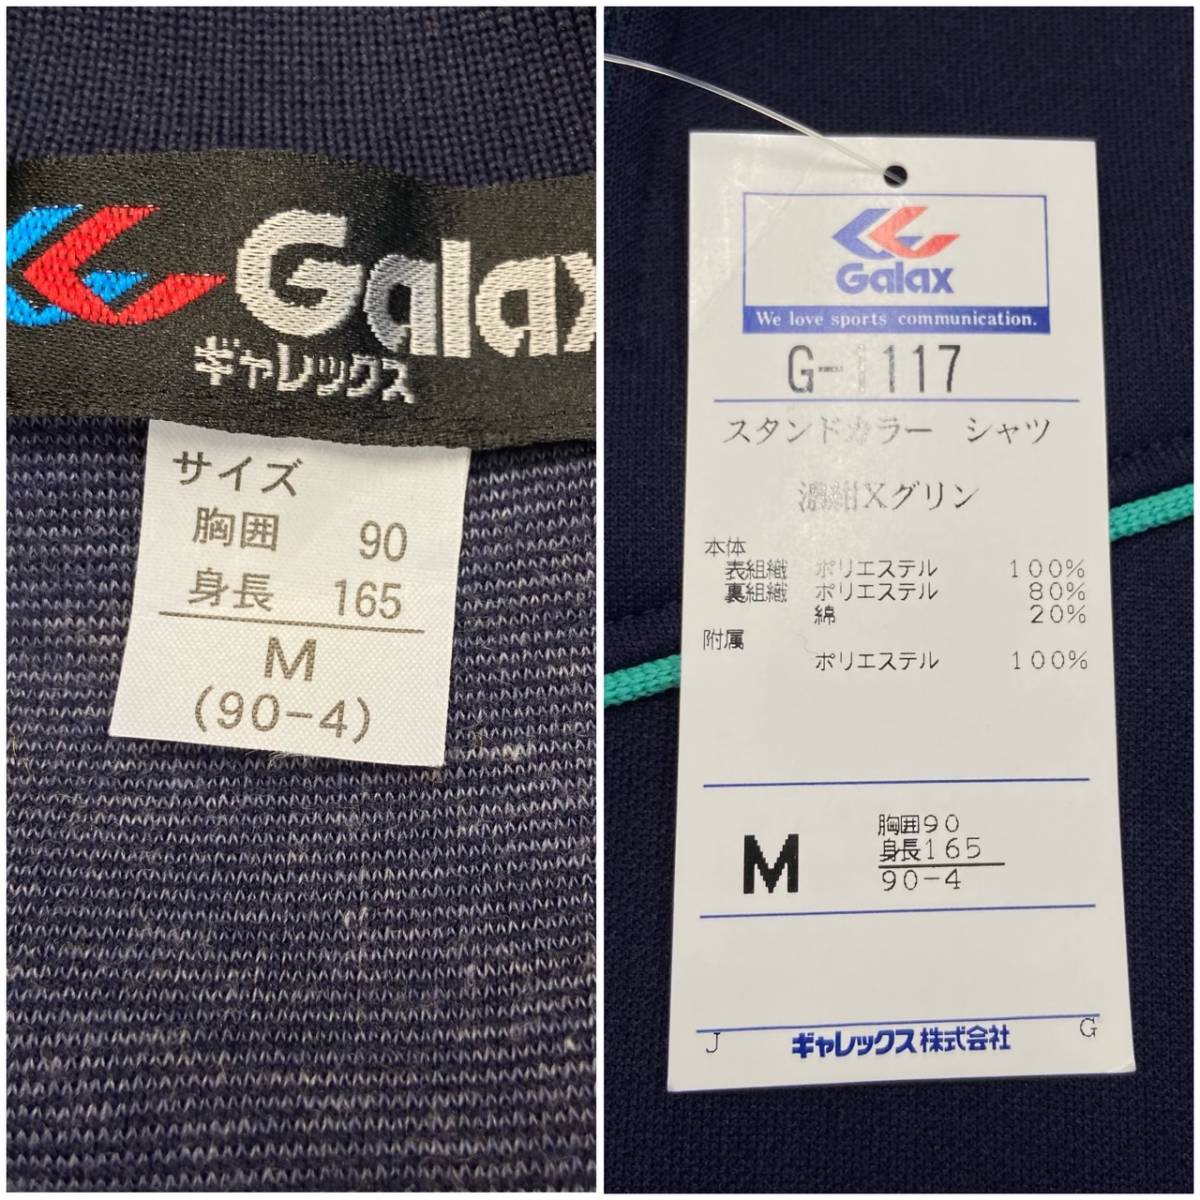 Galax
ギャレックス
サイズ
胸囲 90
身長 165
M
(90-4)
Galax
We love sports communication.
G-1117
スタンドカラー シャツ
濃紺Xグリン
本体
表組織 ポリエステル 100%
裏組織 ポリエステル 80%
綿 20%
附属
ポリエステル 100%
M
胸囲90
身長165
90-4
J G
ギャレックス株式会社